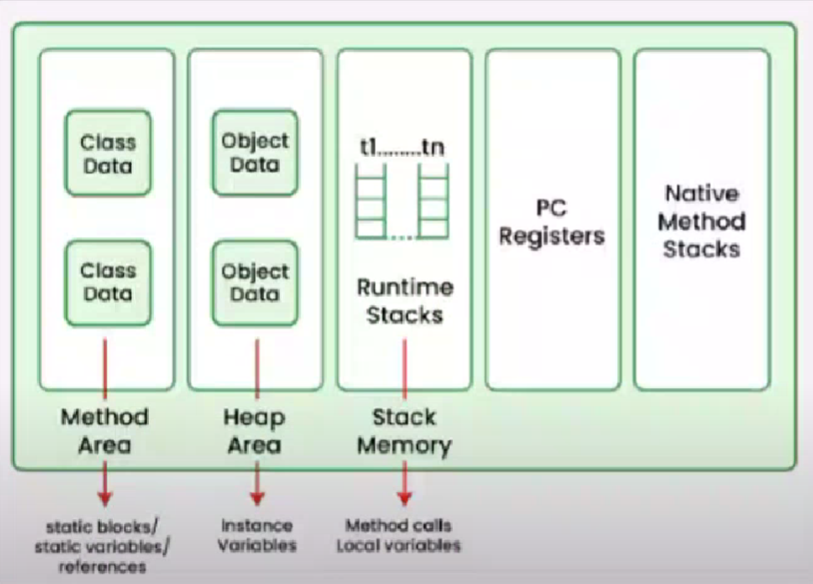 Class
Data
Class
Data
Method
Area
static blocks/
static variables/
references
Object
Data
Object
Data
Heap
Area
Instance
Variables
t1........tn
Runtime
Stacks
Stack
Memory
Method calls
Local variables
PC
Registers
Native
Method
Stacks